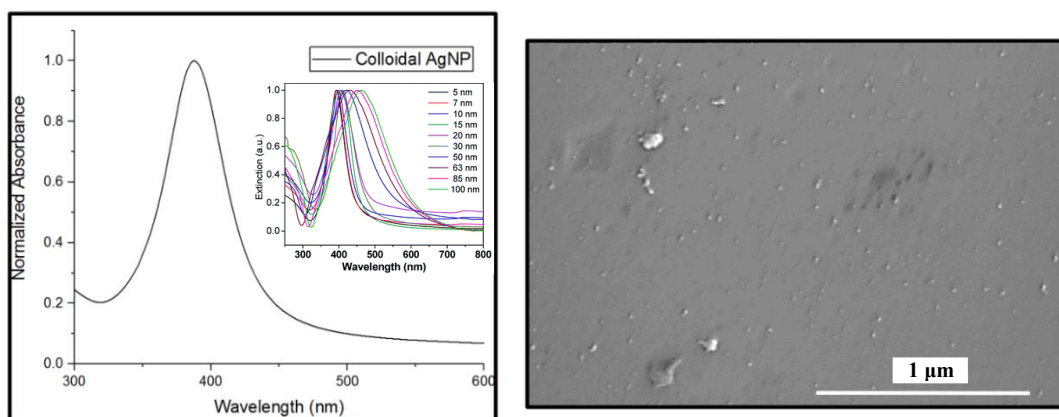 Colloidal AgNP
Normalized Absorbance
1.0
0.8
0.6
0.4
0.2
0.0
300
400
500
600
Wavelength (nm)
Extinction (a.u.)
1.0
0.8
0.6
0.4
0.2
0.0
5 nm
7 nm
10 nm
15 nm
20 nm
30 nm
50 nm
63 nm
85 nm
100 nm
300 400 500 600 700 800
Wavelength (nm)
1 µm